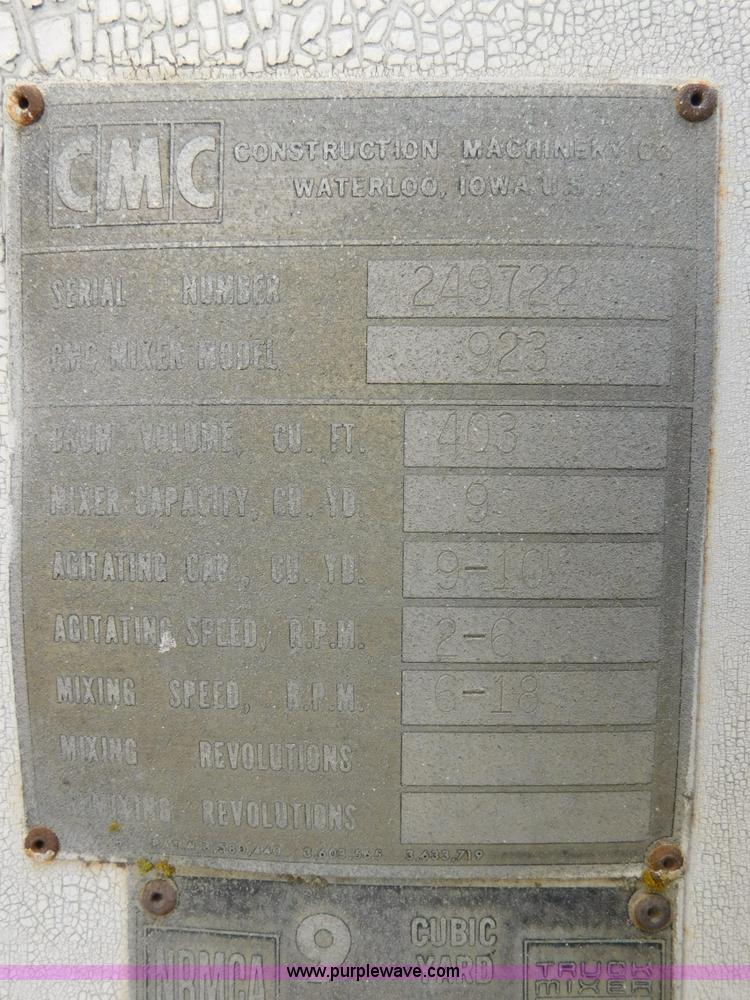 CMC CONSTRUCTION MACHINERY CO
WATERLOO, IOWA U.S.
SERIAL NUMBER 249722
CMC MIXER MODEL 923
DRUM VOLUME, CU. FT. 403
MIXER CAPACITY, CU. YD. 9
AGITATING CAP., CU. YD. 9-10
AGITATING SPEED, R.P.M. 2-6
MIXING SPEED, R.P.M. 6-18
MIXING REVOLUTIONS
REVOLUTIONS
3,603,565 3,633,719
NRMCA 9 CUBIC YARD TRUCK MIXER
www.purplewave.com